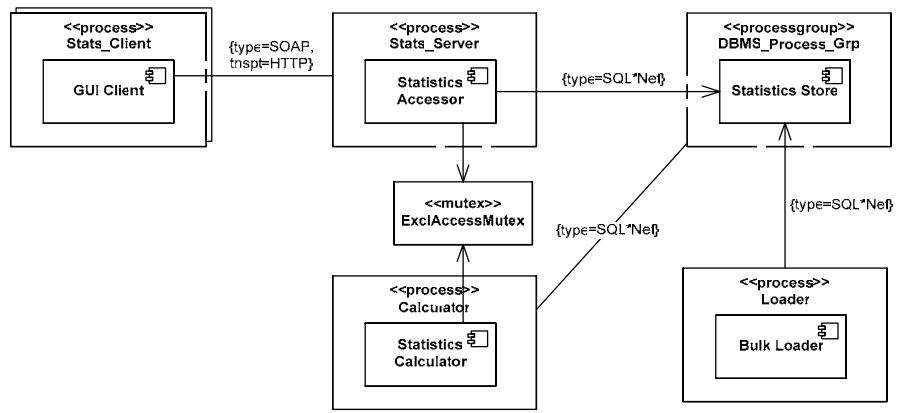 <<process>>
Stats_Client
GUI Client
{type=SOAP,
tnspt=HTTP}
<<process>>
Stats_Server
Statistics
Accessor
{type=SQL*Net}
<<processgroup>>
DBMS_Process_Grp
Statistics Store
<<mutex>>
ExclAccessMutex
{type=SQL*Net}
{type=SQL*Net}
<<process>>
Calculator
Statistics
Calculator
<<process>>
Loader
Bulk Loader